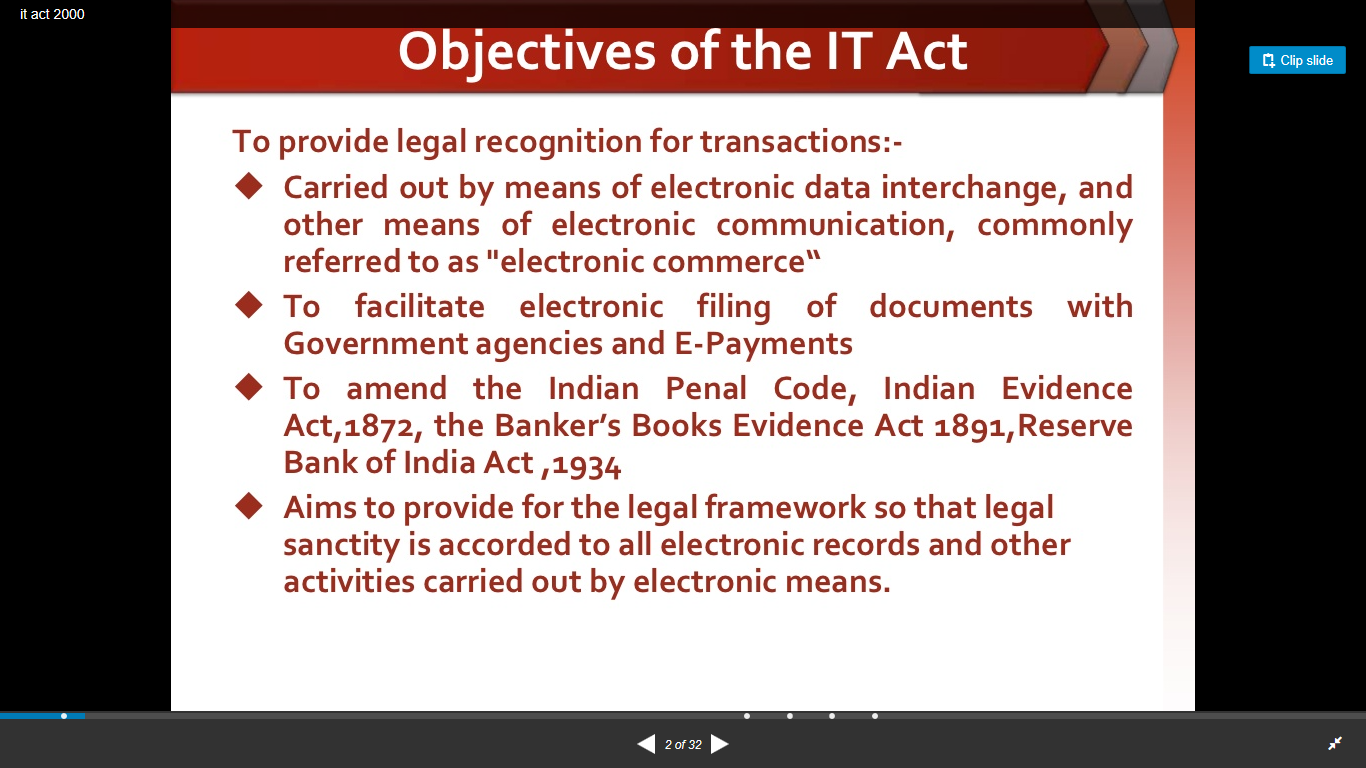 it act 2000
Objectives of the IT Act
Clip slide
To provide legal recognition for transactions:-
Carried out by means of electronic data interchange, and
other means of electronic communication, commonly
referred to as "electronic commerce“
To facilitate electronic filing of documents with
Government agencies and E-Payments
To amend the Indian Penal Code, Indian Evidence
Act,1872, the Banker’s Books Evidence Act 1891,Reserve
Bank of India Act ,1934
Aims to provide for the legal framework so that legal
sanctity is accorded to all electronic records and other
activities carried out by electronic means.
2 of 32